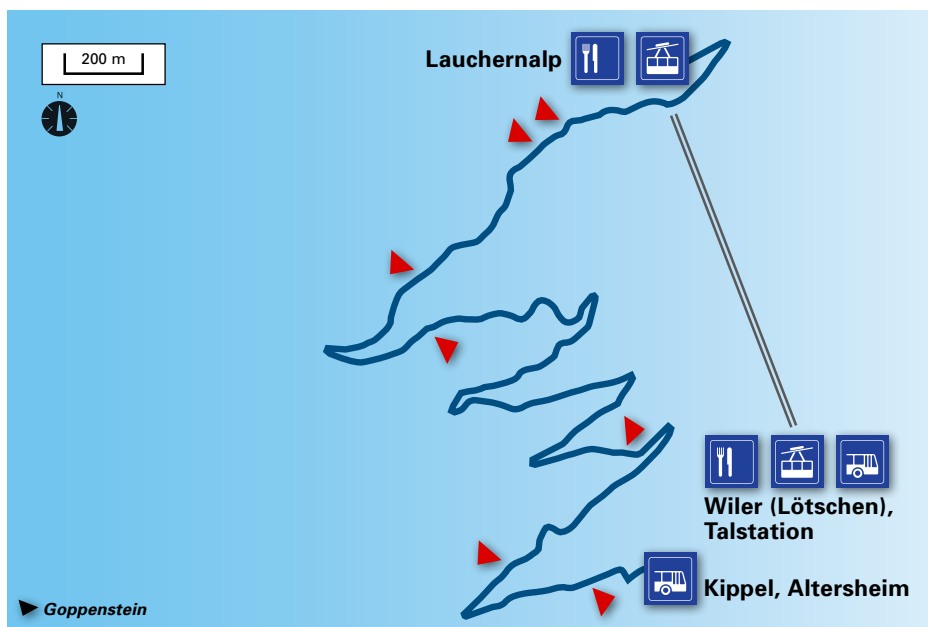 Lauchernalp
200 m
N
Wiler (Lötschen),
Talstation
Kippel, Altersheim
Goppenstein